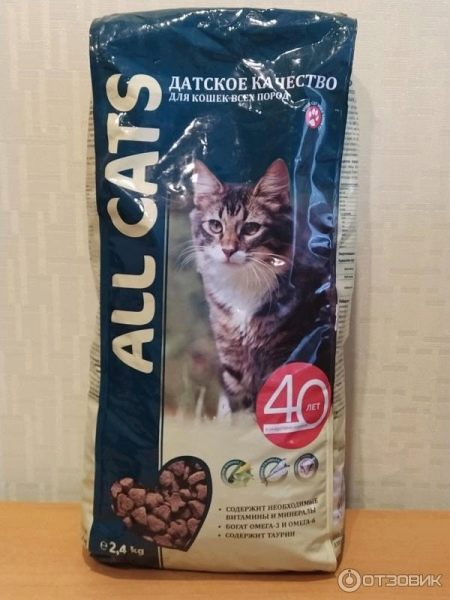 ALL CATS
ДАТСКОЕ КАЧЕСТВО
ДЛЯ КОШЕК ВСЕХ ПОРОД
40
ЛЕТ
• СОДЕРЖИТ НЕОБХОДИМЫЕ
ВИТАМИНЫ И МИНЕРАЛЫ
• БОГАТ ОМЕГА-3 И ОМЕГА-6
• СОДЕРЖИТ ТАУРИН
℮2,4 kg
ОТЗОВИК